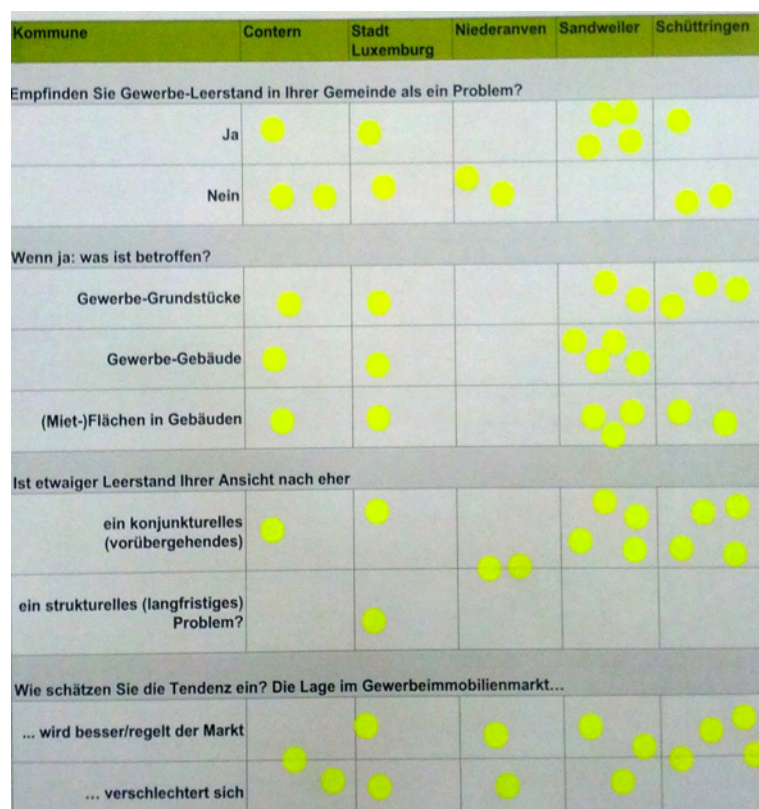 Kommune Contern Stadt Luxemburg Niederanven Sandweiler Schüttringen
Empfinden Sie Gewerbe-Leerstand in Ihrer Gemeinde als ein Problem?
Ja
Nein
Wenn ja: was ist betroffen?
Gewerbe-Grundstücke
Gewerbe-Gebäude
(Miet-)Flächen in Gebäuden
Ist etwaiger Leerstand Ihrer Ansicht nach eher
ein konjunkturelles
(vorübergehendes)
ein strukturelles (langfristiges)
Problem?
Wie schätzen Sie die Tendenz ein? Die Lage im Gewerbeimmobilienmarkt...
... wird besser/regelt der Markt
... verschlechtert sich